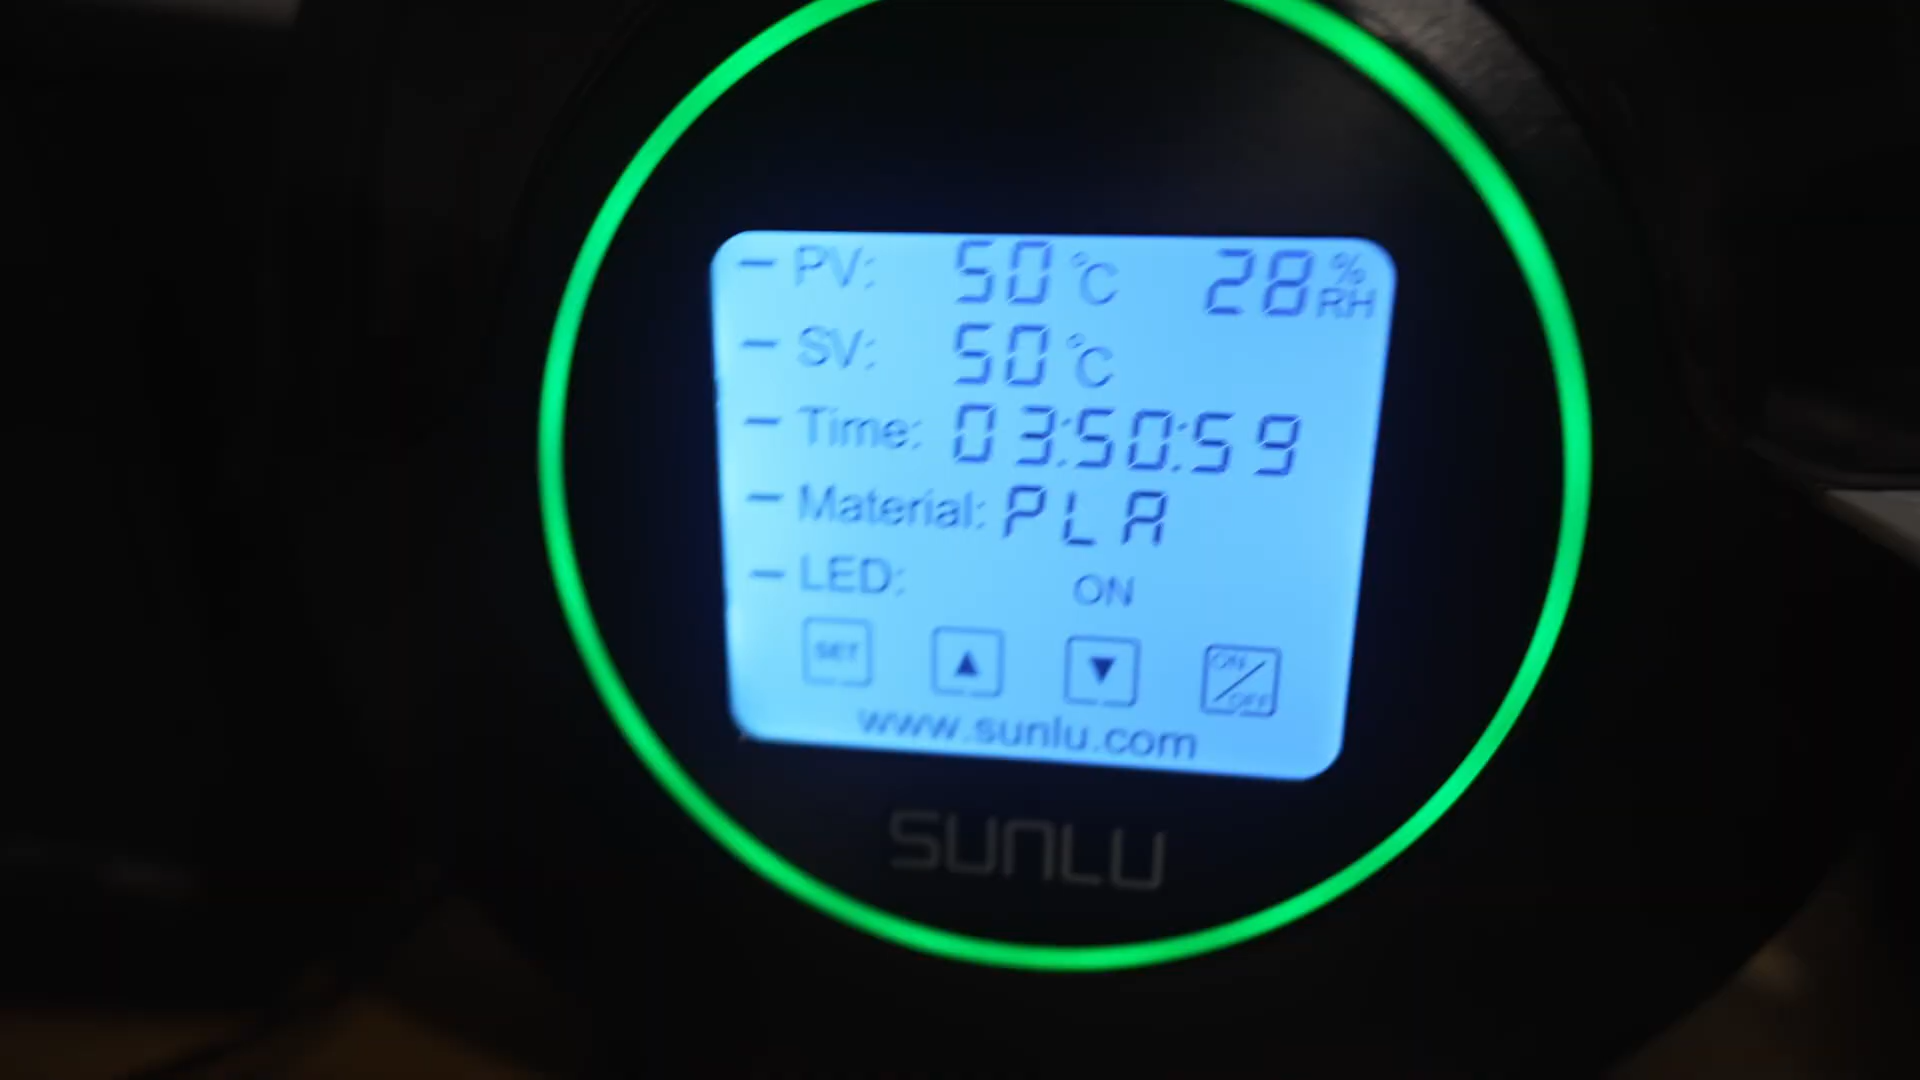 — PV: 50 °C 28 % RH
— SV: 50 °C
— Time: 03:50:59
— Material: PLA
— LED: ON
SET ▲ ▼ ON/OFF
www.sunlu.com
SUNLU